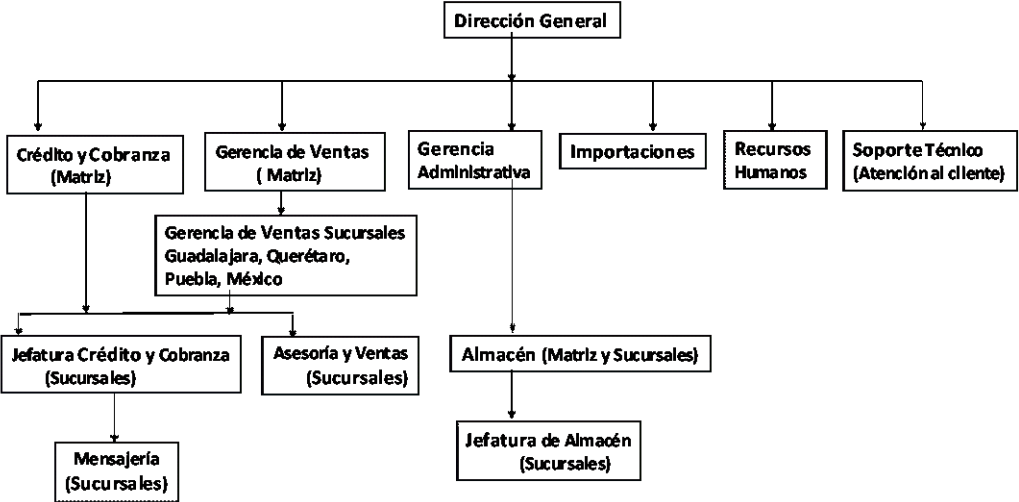 Dirección General
Crédito y Cobranza
(Matriz)
Gerencia de Ventas
( Matriz)
Gerencia
Administrativa
Importaciones
Recursos
Humanos
Soporte Técnico
(Atención al cliente)
Gerencia de Ventas Sucursales
Guadalajara, Querétaro,
Puebla, México
Jefatura Crédito y Cobranza
(Sucursales)
Asesoría y Ventas
(Sucursales)
Almacén (Matriz y Sucursales)
Jefatura de Almacén
(Sucursales)
Mensajería
(Sucursales)